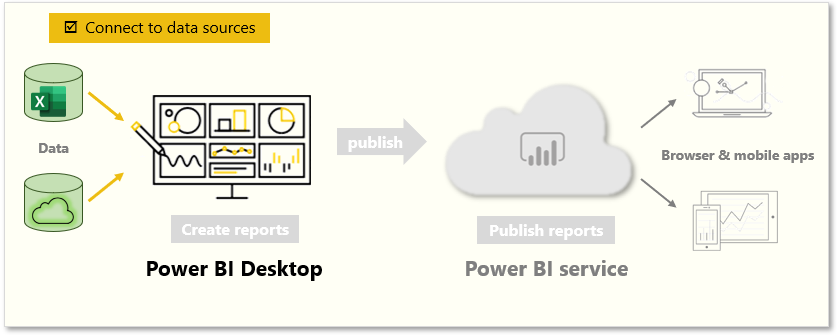 Connect to data sources
X
Data
publish
Browser & mobile apps
Create reports
Publish reports
Power BI Desktop
Power BI service